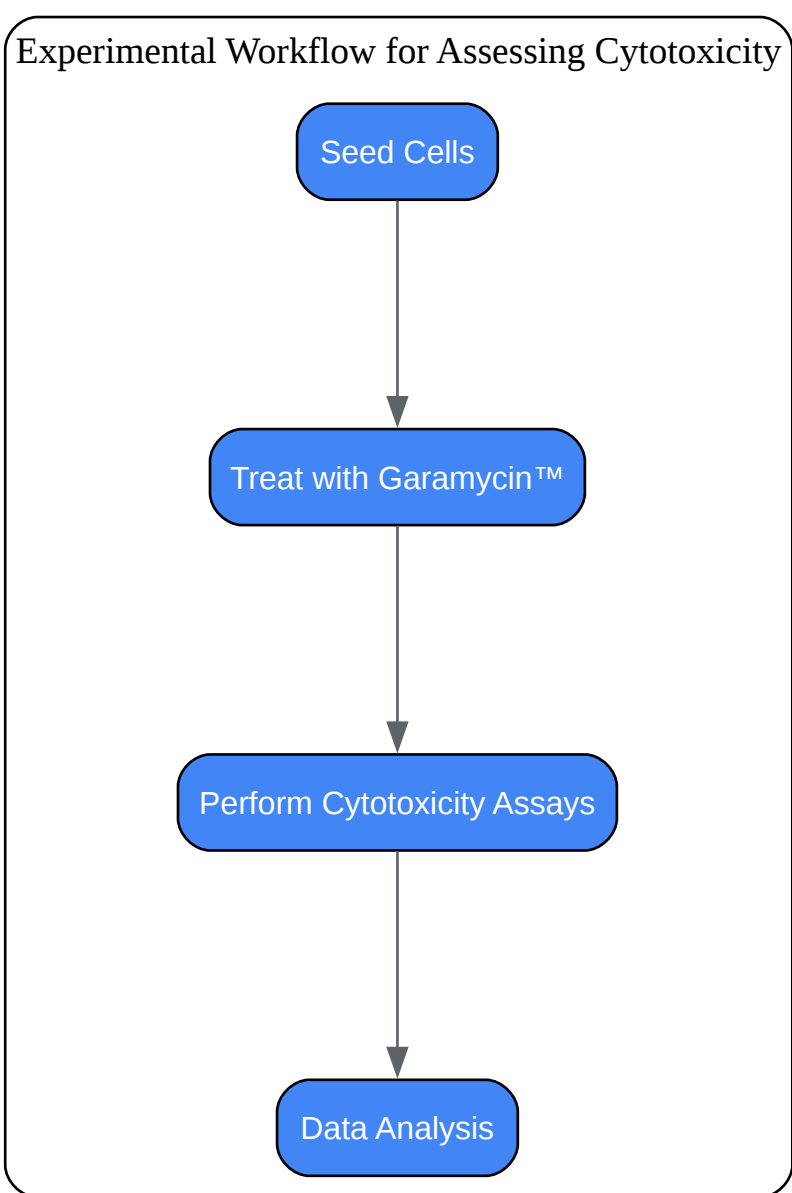 Experimental Workflow for Assessing Cytotoxicity
Seed Cells
Treat with Garamycin™
Perform Cytotoxicity Assays
Data Analysis